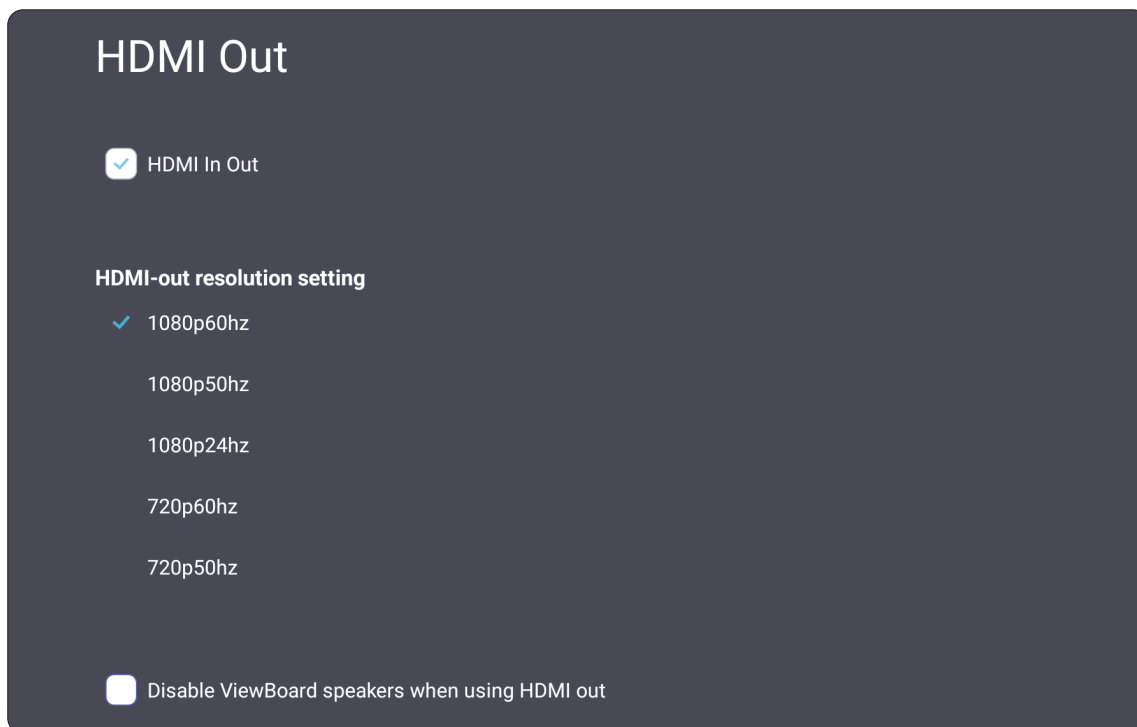 HDMI Out
HDMI In Out
HDMI-out resolution setting
1080p60hz
1080p50hz
1080p24hz
720p60hz
720p50hz
Disable ViewBoard speakers when using HDMI out